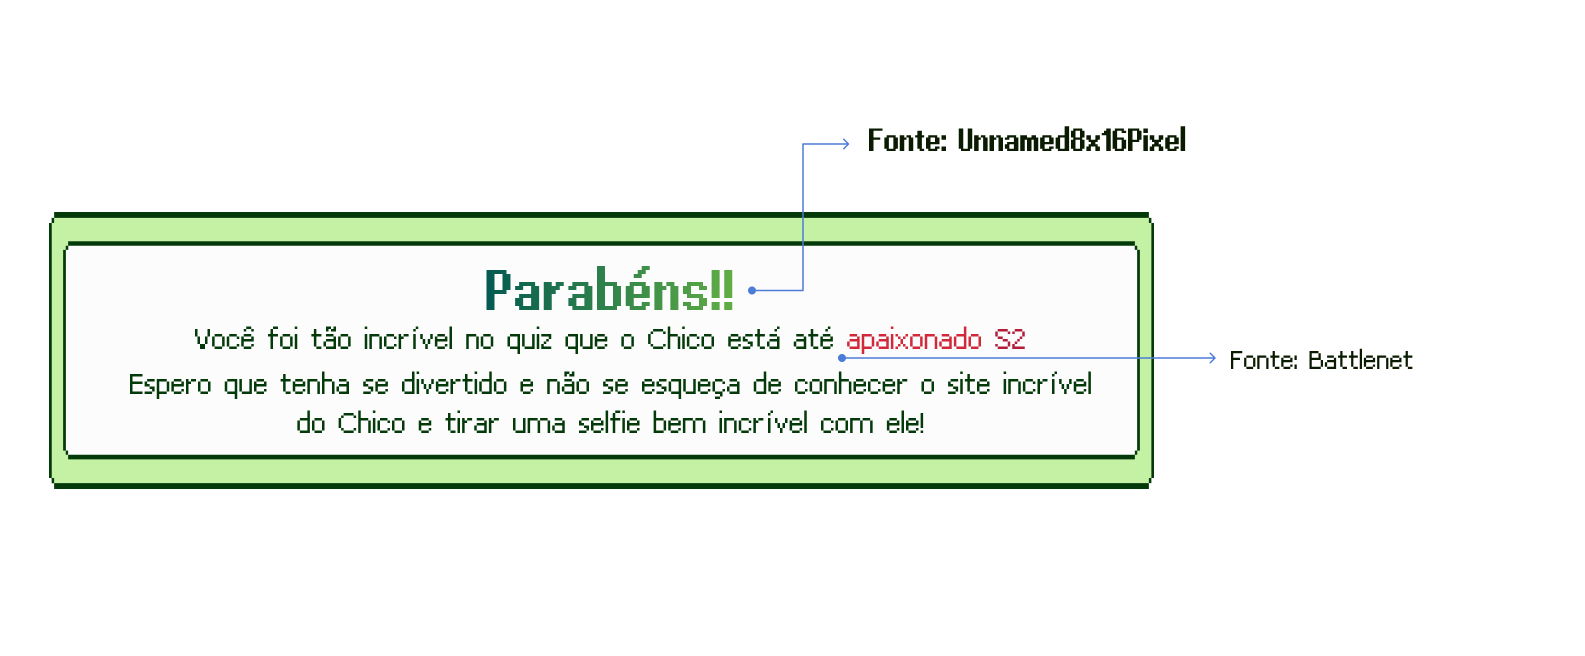 Fonte: Unnamed8x16Pixel
Parabéns!!
Você foi tão incrível no quiz que o Chico está até apaixonado S2
Fonte: Battlenet
Espero que tenha se divertido e não se esqueça de conhecer o site incrível
do Chico e tirar uma selfie bem incrível com ele!